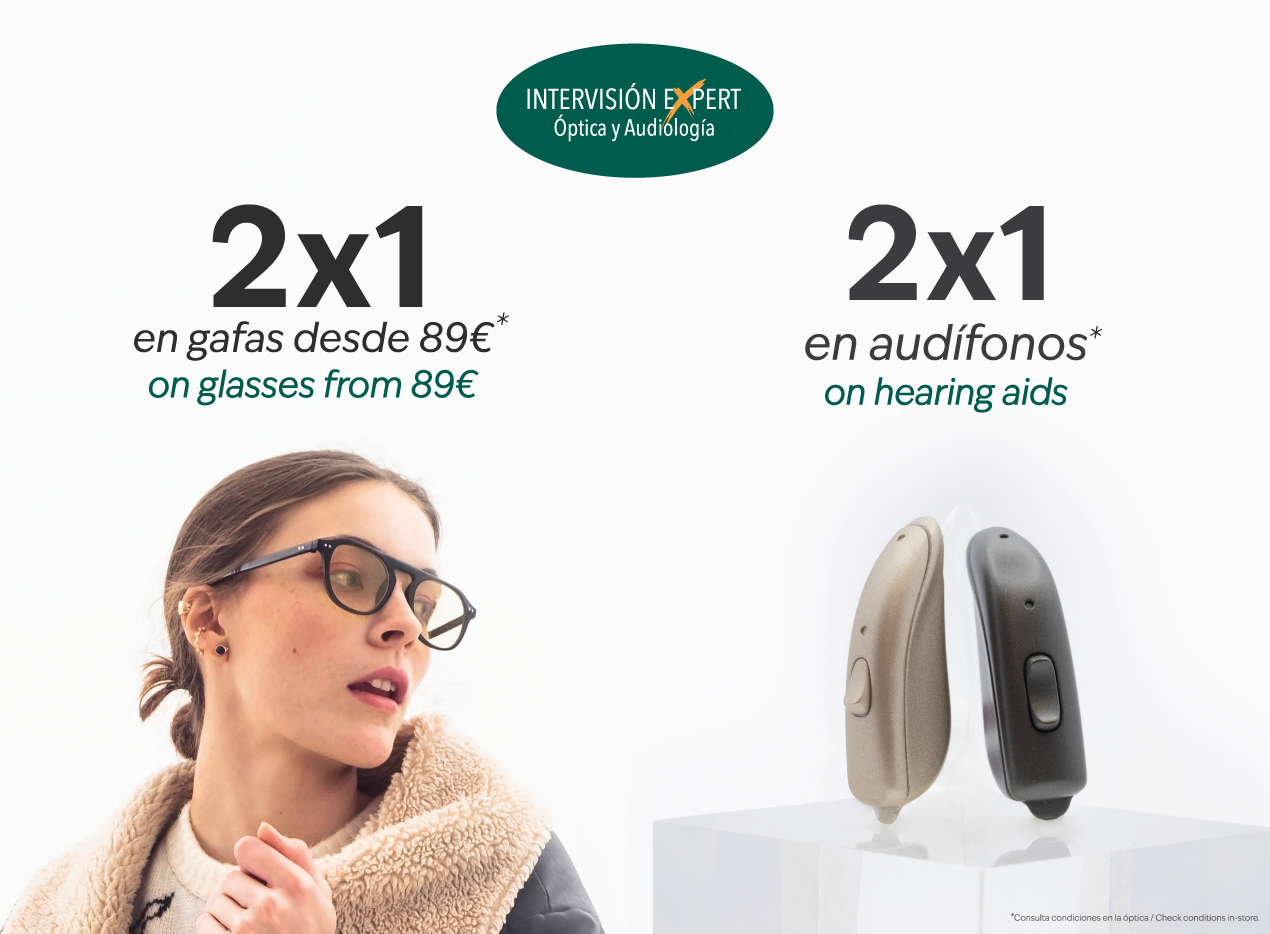 INTERVISIÓN EXPERT
Óptica y Audiología
2x1
en gafas desde 89€*
on glasses from 89€
2x1
en audífonos*
on hearing aids
*Consulta condiciones en la óptica / Check conditions in-store.